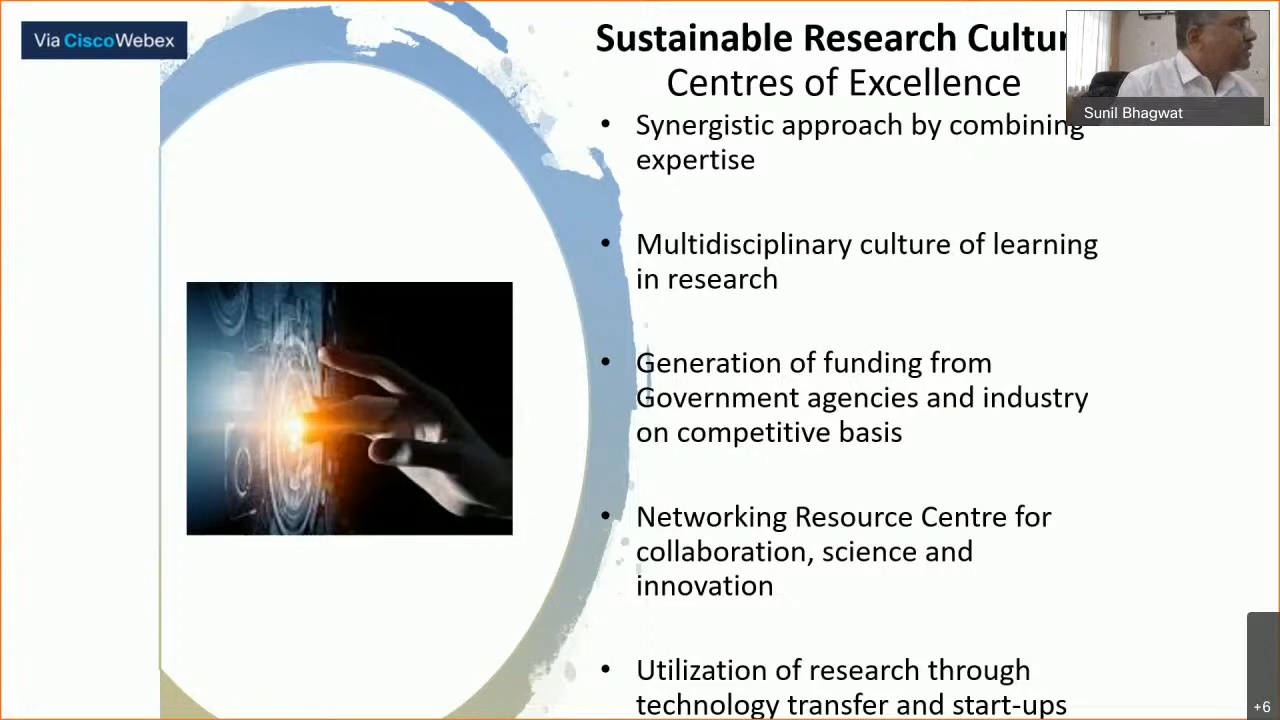 Via Cisco Webex
Sustainable Research Cultur
Centres of Excellence
Sunil Bhagwat
• Synergistic approach by combining
expertise
• Multidisciplinary culture of learning
in research
• Generation of funding from
Government agencies and industry
on competitive basis
• Networking Resource Centre for
collaboration, science and
innovation
• Utilization of research through
technology transfer and start-ups
+6